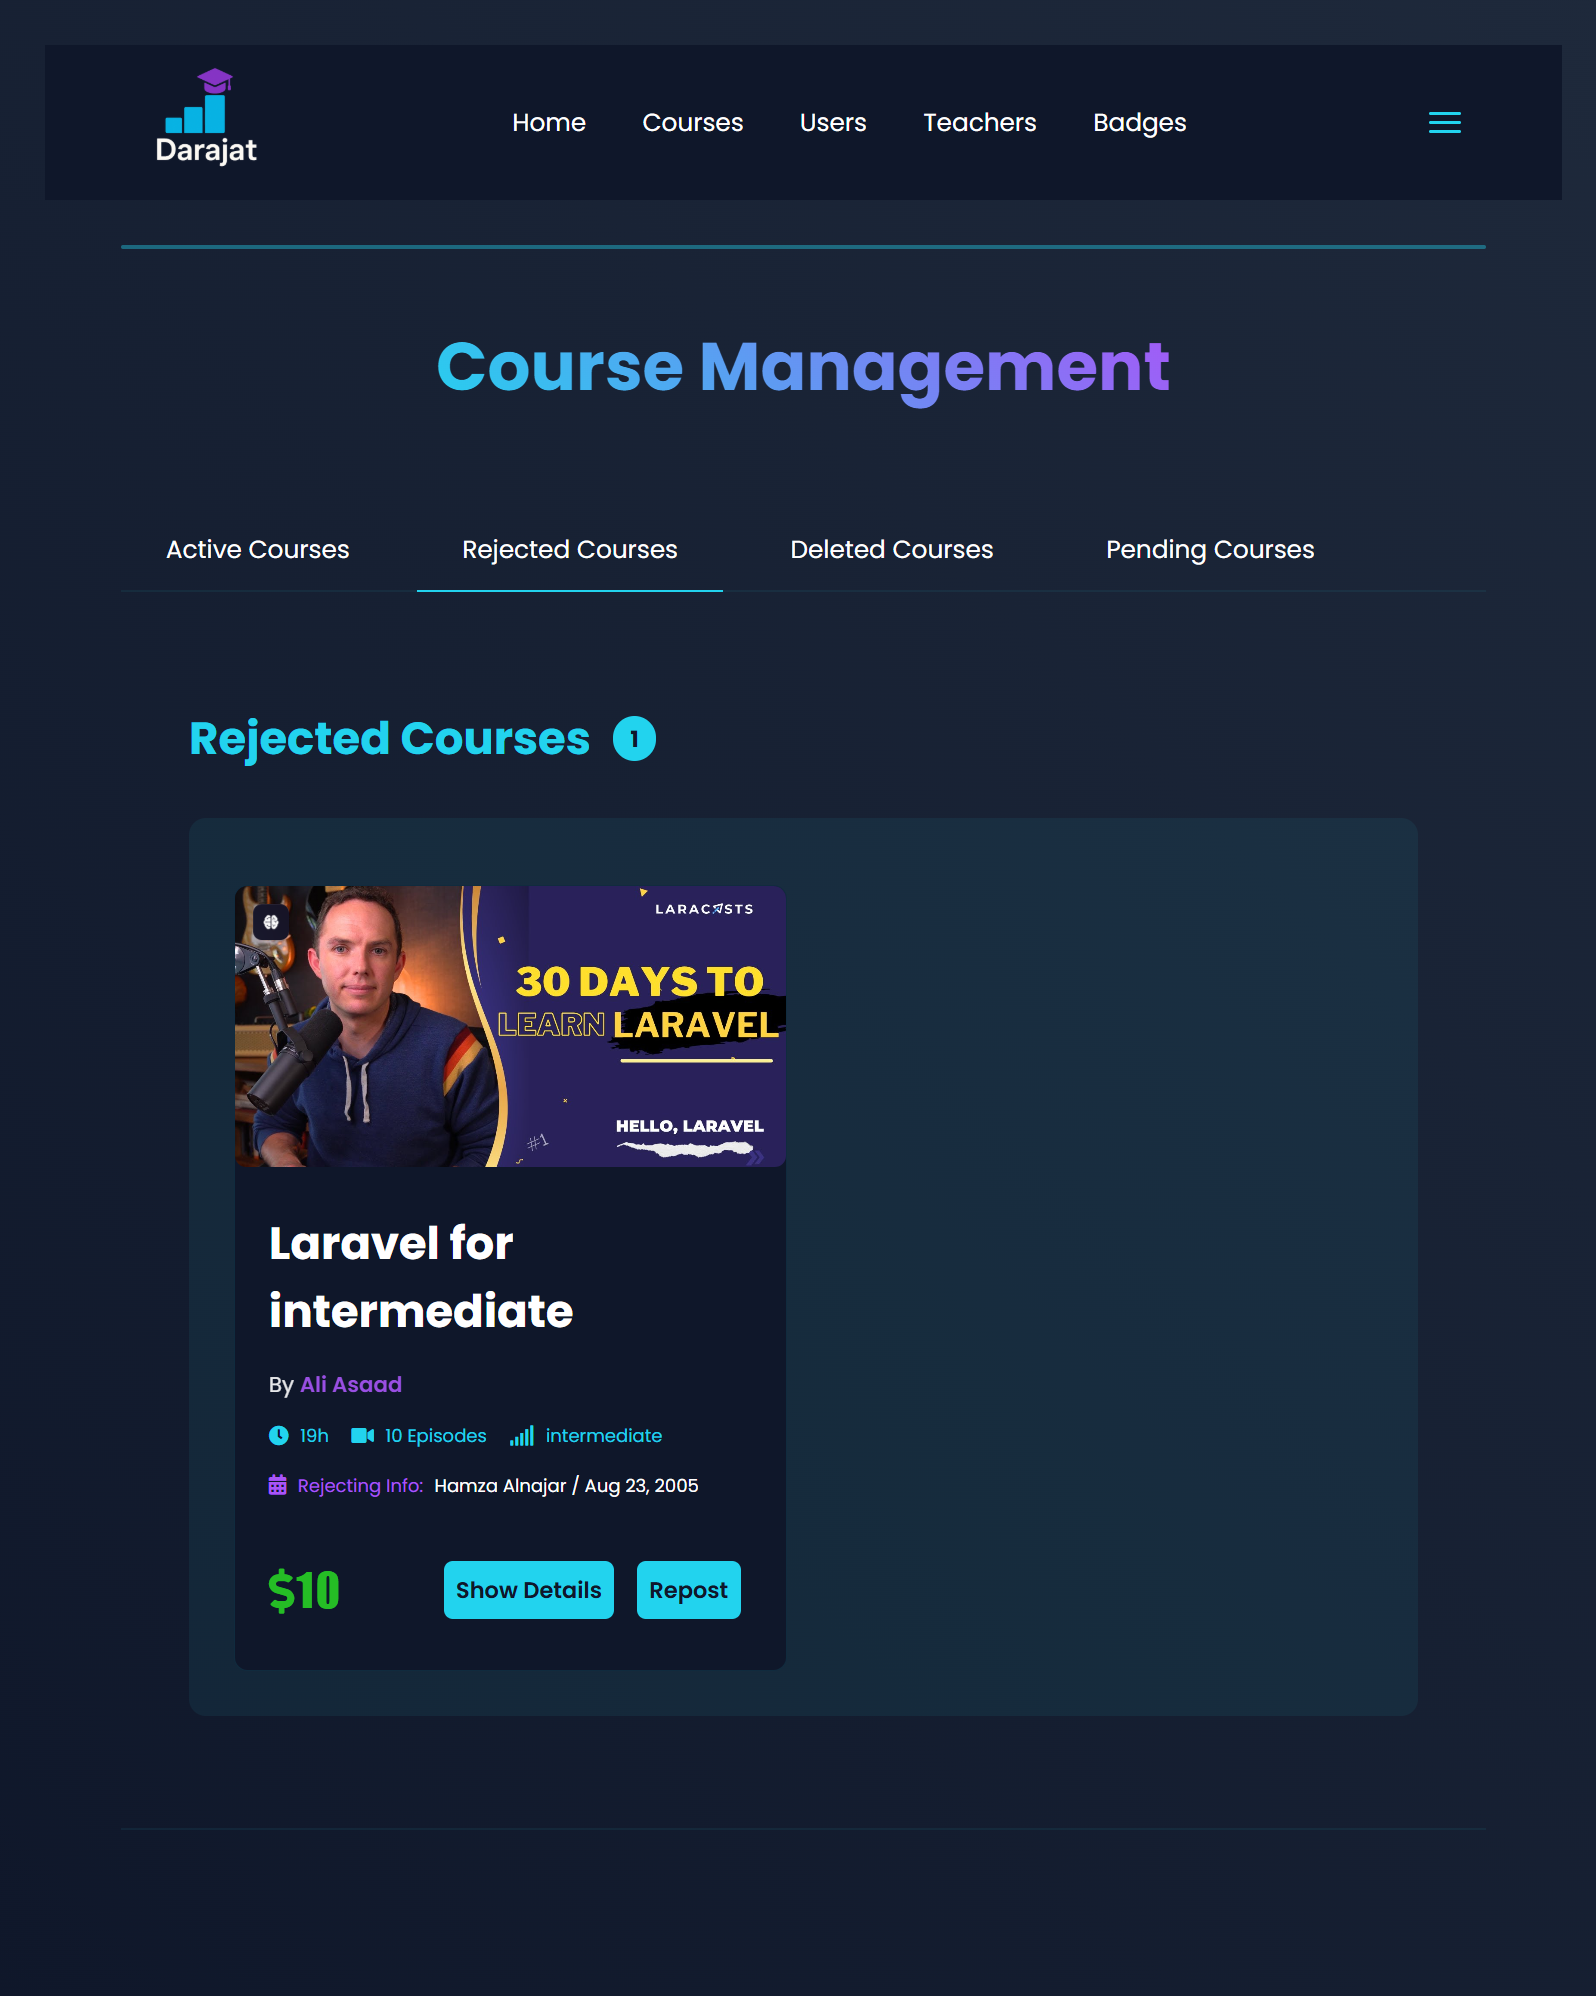 Darajat
Home Courses Users Teachers Badges
Course Management
Active Courses Rejected Courses Deleted Courses Pending Courses
Rejected Courses 1
LARACASTS
30 DAYS TO
LEARN LARAVEL
HELLO, LARAVEL
#1
Laravel for
intermediate
By Ali Asaad
19h 10 Episodes intermediate
Rejecting Info: Hamza Alnajar / Aug 23, 2005
$10 Show Details Repost